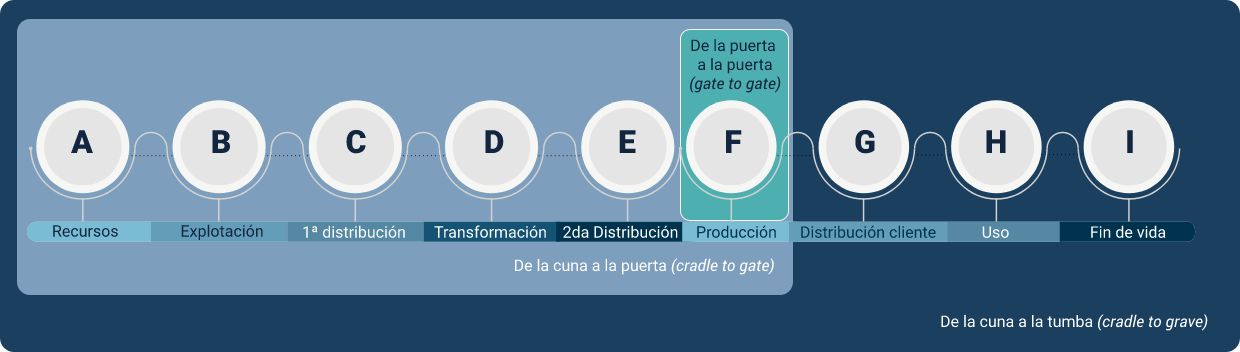 De la puerta
a la puerta
(gate to gate)
A B C D E F G H I
Recursos Explotación 1ª distribución Transformación 2da Distribución Producción Distribución cliente Uso Fin de vida
De la cuna a la puerta (cradle to gate)
De la cuna a la tumba (cradle to grave)